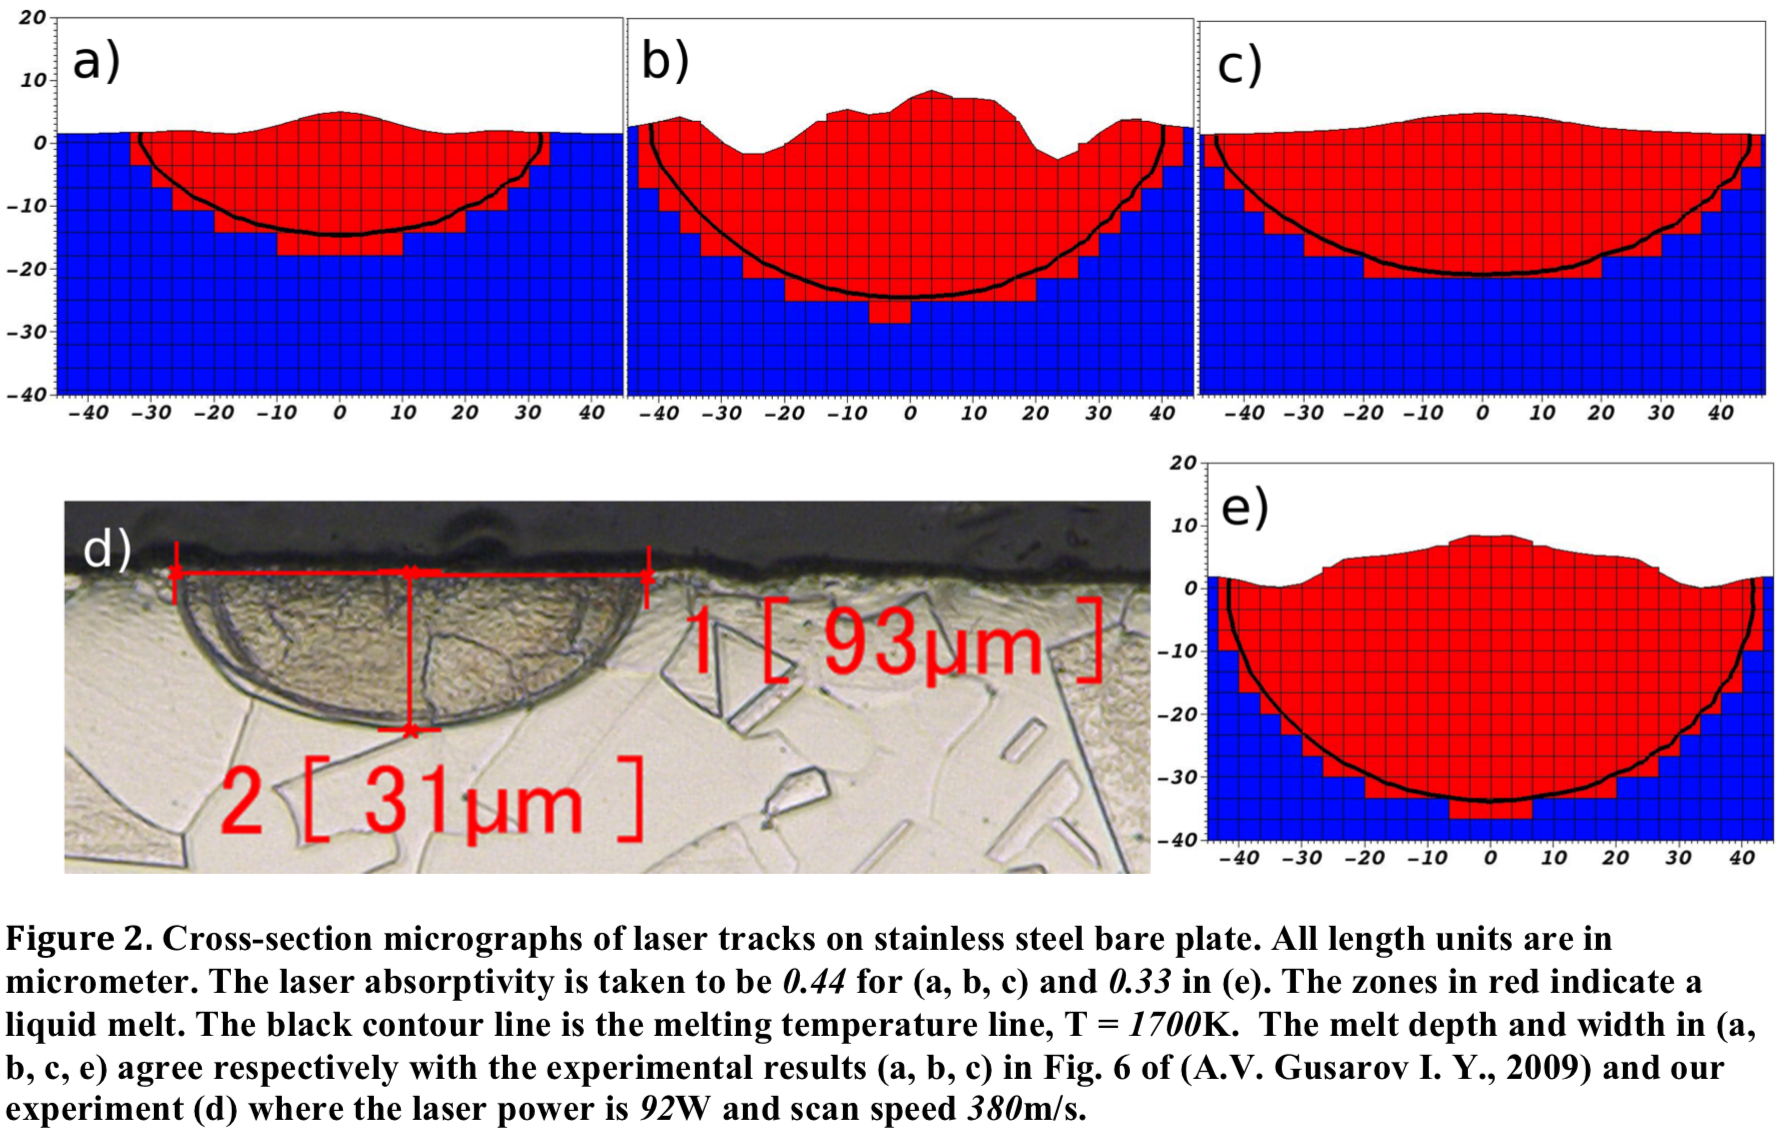 20
10
0
-10
-20
-30
-40
a)
-40 -30 -20 -10 0 10 20 30 40
b)
-40 -30 -20 -10 0 10 20 30 40
c)
-40 -20 -10 0 10 20 30 40
d)
1 [ 93µm ]
2 [ 31µm ]
20
10
0
-10
-20
-30
-40
e)
-40 -30 -20 -10 0 10 20 30 40
Figure 2. Cross-section micrographs of laser tracks on stainless steel bare plate. All length units are in
micrometer. The laser absorptivity is taken to be 0.44 for (a, b, c) and 0.33 in (e). The zones in red indicate a
liquid melt. The black contour line is the melting temperature line, T = 1700K. The melt depth and width in (a,
b, c, e) agree respectively with the experimental results (a, b, c) in Fig. 6 of (A.V. Gusarov I. Y., 2009) and our
experiment (d) where the laser power is 92W and scan speed 380m/s.